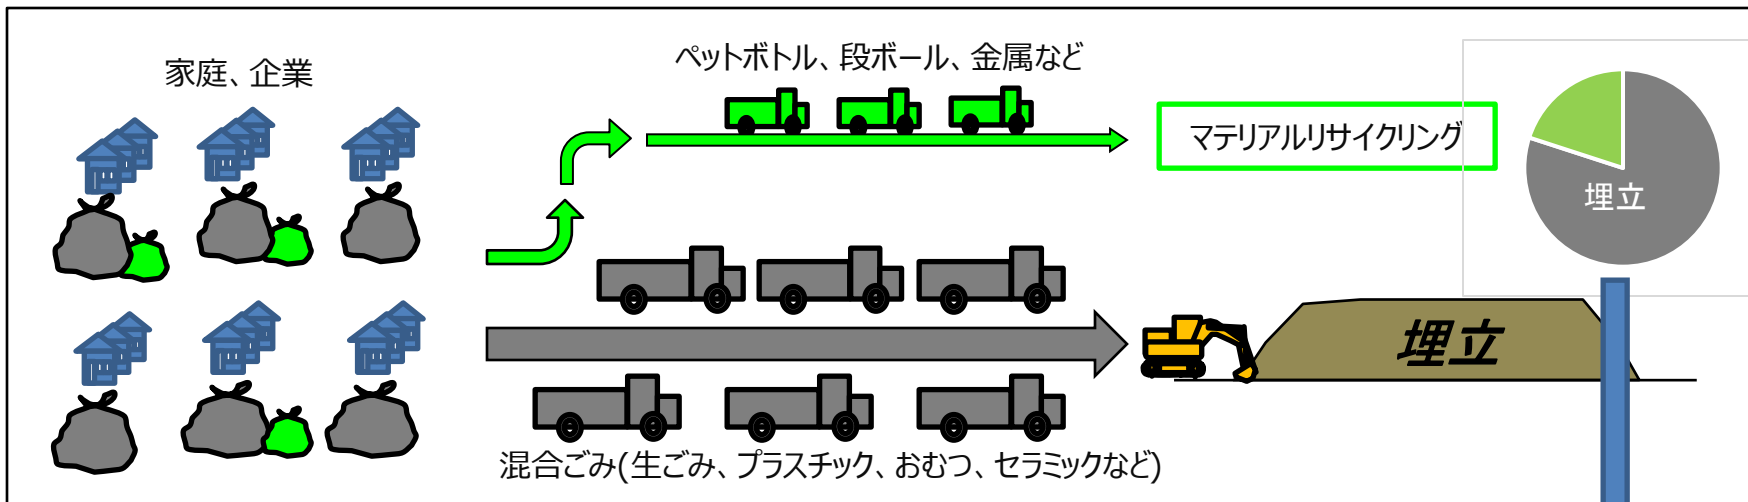 家庭、企業
ペットボトル、段ボール、金属など
マテリアルリサイクリング
埋立
埋立
混合ごみ(生ごみ、プラスチック、おむつ、セラミックなど)